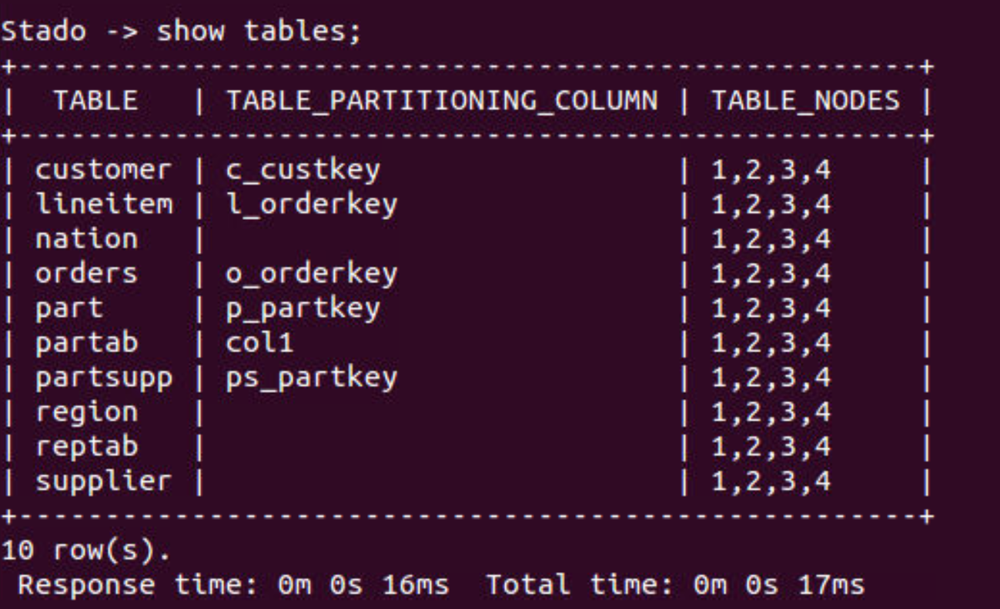 Stado -> show tables;
+----------------------------------------------------+
|  TABLE   | TABLE_PARTITIONING_COLUMN | TABLE_NODES |
+----------------------------------------------------+
| customer | c_custkey                 | 1,2,3,4     |
| lineitem | l_orderkey                | 1,2,3,4     |
| nation   |                           | 1,2,3,4     |
| orders   | o_orderkey                | 1,2,3,4     |
| part     | p_partkey                 | 1,2,3,4     |
| partab   | col1                      | 1,2,3,4     |
| partsupp | ps_partkey                | 1,2,3,4     |
| region   |                           | 1,2,3,4     |
| reptab   |                           | 1,2,3,4     |
| supplier |                           | 1,2,3,4     |
+----------------------------------------------------+
10 row(s).
 Response time: 0m 0s 16ms  Total time: 0m 0s 17ms